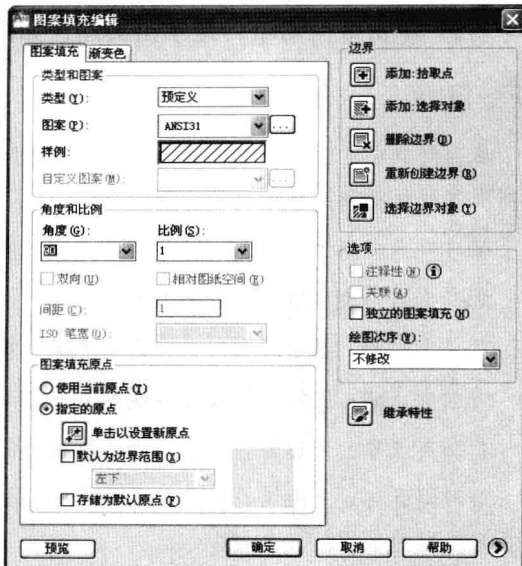 图案填充编辑
图案填充 渐变色
类型和图案
类型(Y): 预定义
图案(P): ANSI31 ...
样例:
自定义图案(M): ...
角度和比例
角度(G): 比例(S):
30 1
双向(U) 相对图纸空间(E)
间距(C): 1
ISO 笔宽(O):
图案填充原点
使用当前原点(T)
指定的原点
单击以设置新原点
默认为边界范围(X)
左下
存储为默认原点(F)
边界
添加:拾取点
添加:选择对象
删除边界(D)
重新创建边界(R)
选择边界对象(Y)
选项
注释性(N)
关联(A)
独立的图案填充(H)
绘图次序(W):
不修改
继承特性
预览 确定 取消 帮助